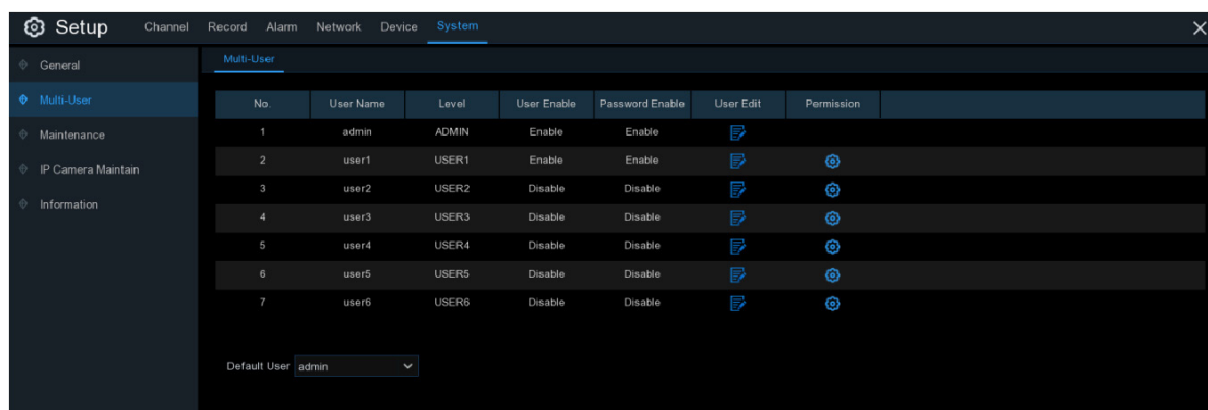 Setup Channel Record Alarm Network Device System
General
Multi-User
Maintenance
IP Camera Maintain
Information
Multi-User
No. User Name Level User Enable Password Enable User Edit Permission
1 admin ADMIN Enable Enable
2 user1 USER1 Enable Enable
3 user2 USER2 Disable Disable
4 user3 USER3 Disable Disable
5 user4 USER4 Disable Disable
6 user5 USER5 Disable Disable
7 user6 USER6 Disable Disable
Default User admin